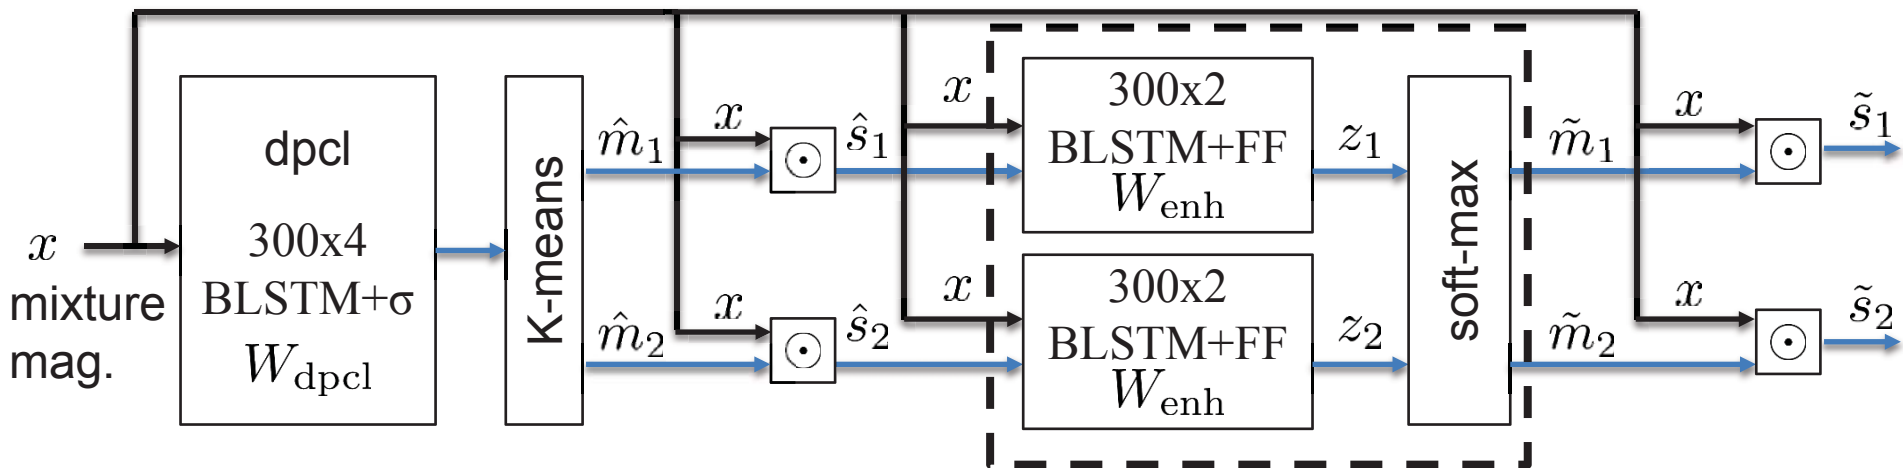 x
mixture
mag.
dpcl
300x4
BLSTM+σ
W_dpcl
K-means
m̂₁
m̂₂
x
⊙
ŝ₁
x
⊙
ŝ₂
x
300x2
BLSTM+FF
W_enh
z₁
x
300x2
BLSTM+FF
W_enh
z₂
soft-max
m̃₁
m̃₂
x
⊙
s̃₁
x
⊙
s̃₂